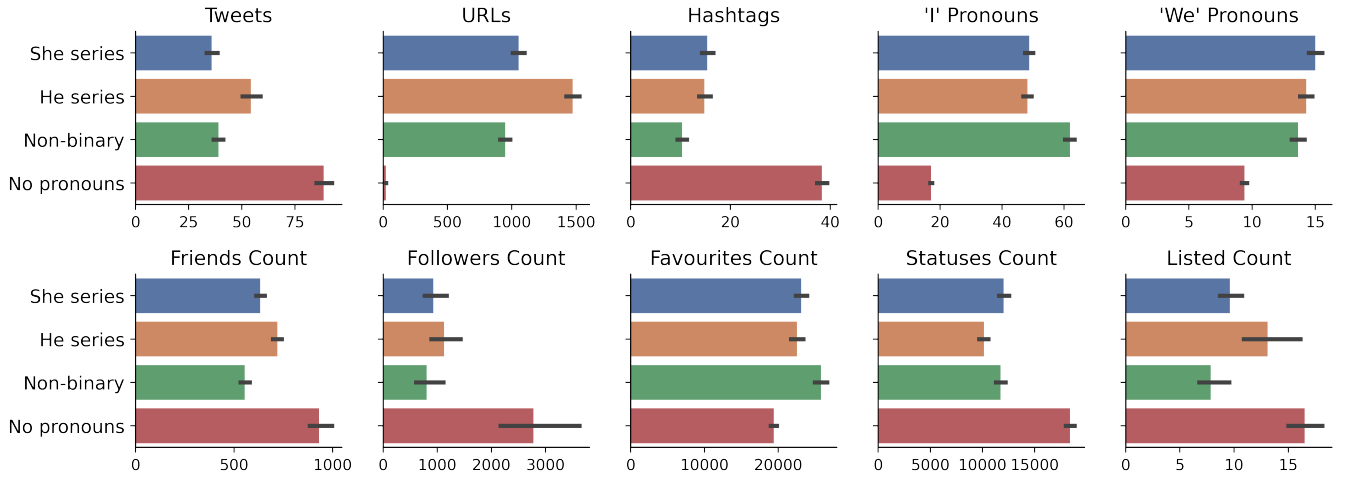 Tweets
URLs
Hashtags
'I' Pronouns
'We' Pronouns
She series
He series
Non-binary
No pronouns
0 25 50 75
0 500 1000 1500
0 20 40
0 20 40 60
0 5 10 15
Friends Count
Followers Count
Favourites Count
Statuses Count
Listed Count
She series
He series
Non-binary
No pronouns
0 500 1000
0 1000 2000 3000
0 10000 20000
0 5000 10000 15000
0 5 10 15